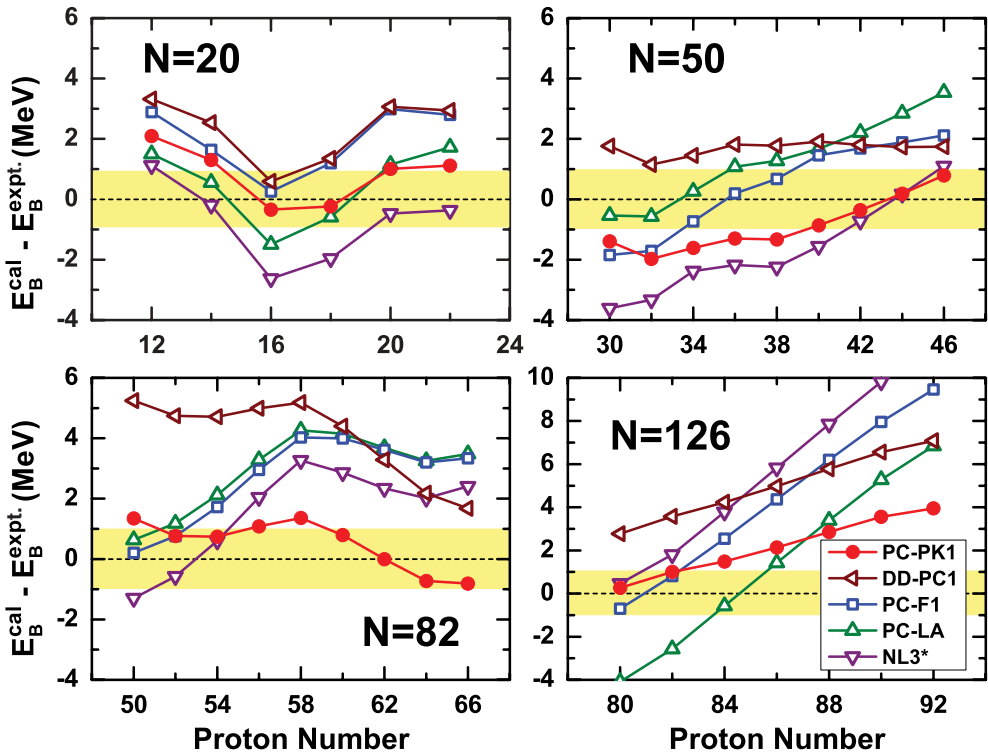 E_B^cal - E_B^expt. (MeV)
6
4
2
0
-2
-4
N=20
12 14 16 18 20 22 24
N=50
30 34 38 42 46
E_B^cal - E_B^expt. (MeV)
6
4
2
0
-2
-4
N=82
50 54 58 62 66
Proton Number
10
8
6
4
2
0
-2
-4
N=126
PC-PK1
DD-PC1
PC-F1
PC-LA
NL3*
80 84 88 92
Proton Number